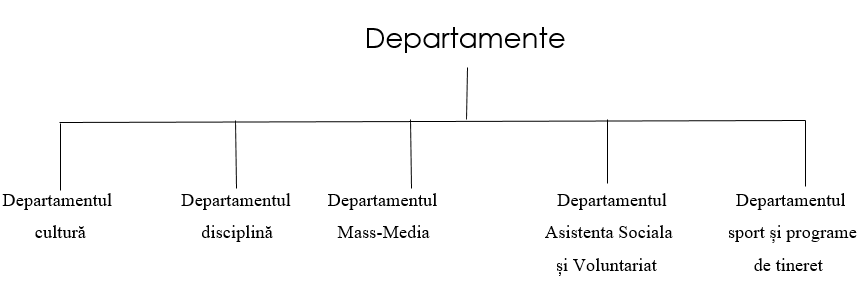 Departamente
Departamentul
cultură
Departamentul
disciplină
Departamentul
Mass-Media
Departamentul
Asistenta Sociala
și Voluntariat
Departamentul
sport și programe
de tineret